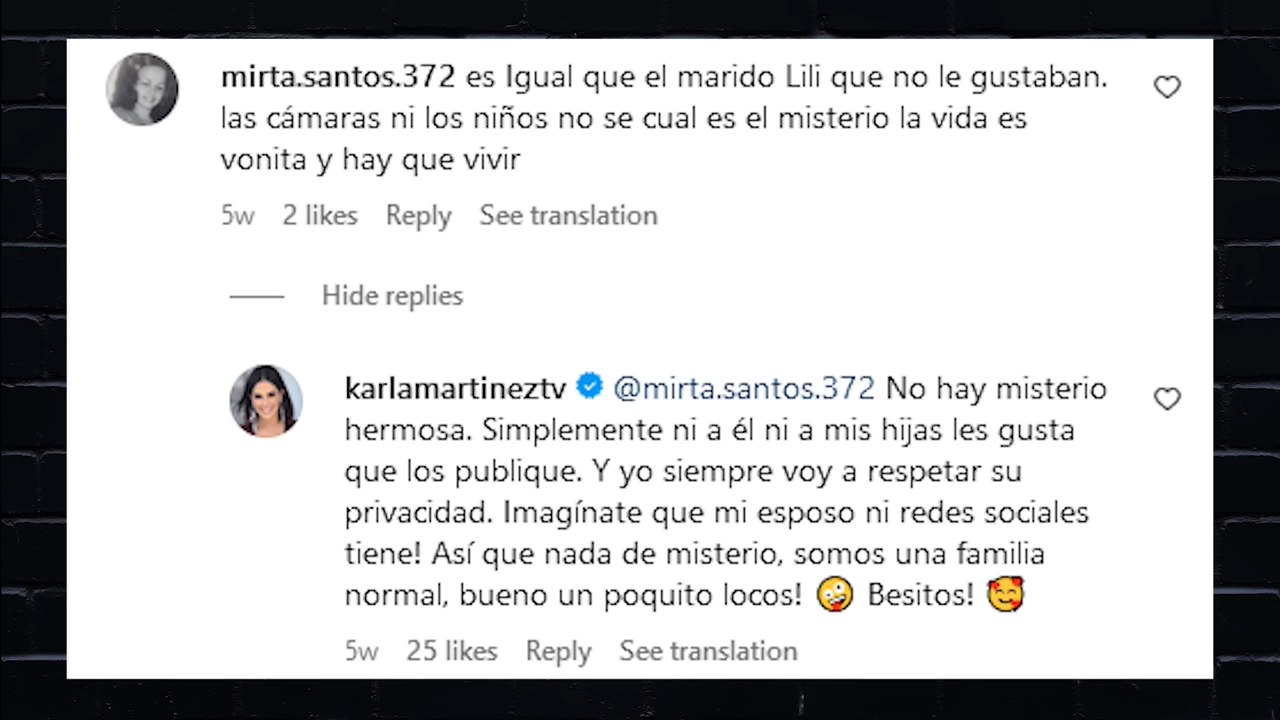 mirta.santos.372 es Igual que el marido Lili que no le gustaban.
las cámaras ni los niños no se cual es el misterio la vida es
vonita y hay que vivir
5w 2 likes Reply See translation
Hide replies
karlamartineztv @mirta.santos.372 No hay misterio
hermosa. Simplemente ni a él ni a mis hijas les gusta
que los publique. Y yo siempre voy a respetar su
privacidad. Imagínate que mi esposo ni redes sociales
tiene! Así que nada de misterio, somos una familia
normal, bueno un poquito locos! 🤪 Besitos! 🥰
5w 25 likes Reply See translation